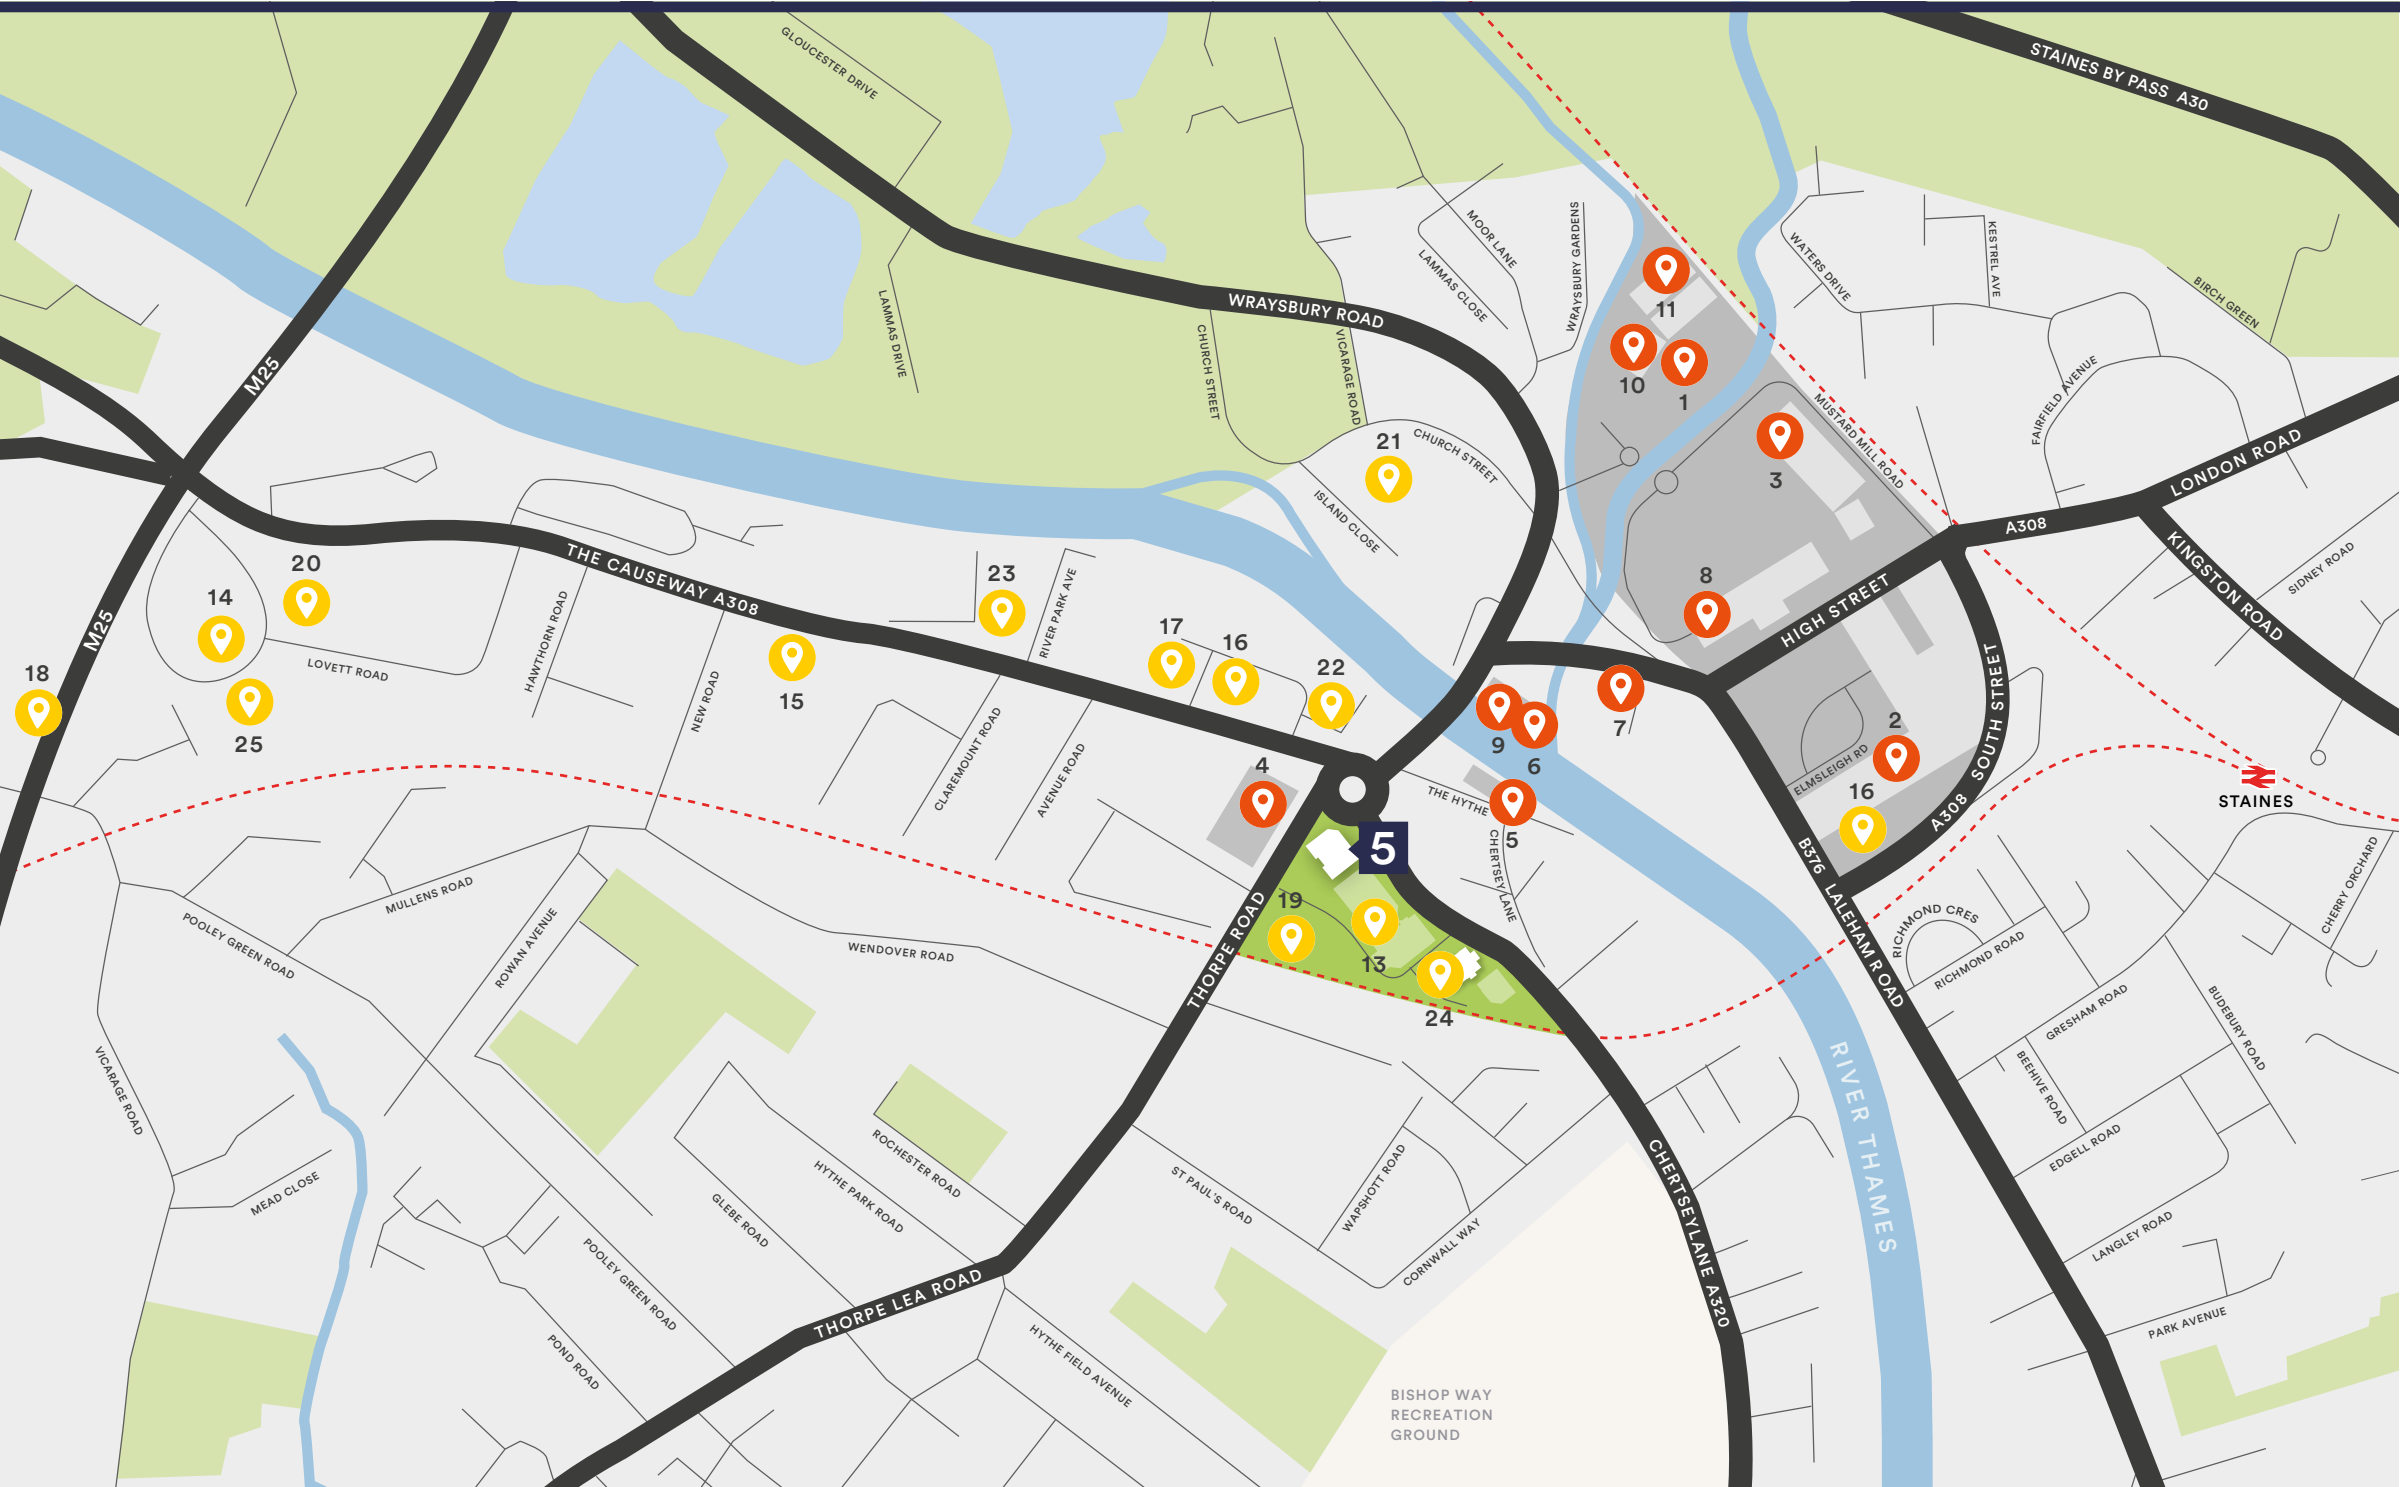 STAINES BY PASS A30
GLOUCESTER DRIVE
MOOR LANE
WRAYSBURY GARDENS
LAMMAS CLOSE
WATERS DRIVE
KESTREL AVE
BIRCH GREEN
LAMMAS DRIVE
WRAYSBURY ROAD
CHURCH STREET
VICARAGE ROAD
11
10
1
M25
FAIRFIELD AVENUE
MUSTARD MILL ROAD
3
LONDON ROAD
21
CHURCH STREET
ISLAND CLOSE
A308
KINGSTON ROAD
SIDNEY ROAD
THE CAUSEWAY A308
20
14
M25
LOVETT ROAD
HAWTHORN ROAD
NEW ROAD
23
RIVER PARK AVE
8
HIGH STREET
SOUTH STREET
18
25
15
17
16
22
CLAREMOUNT ROAD
AVENUE ROAD
9
6
7
2
ELMSLEIGH RD
16
A308
STAINES
4
THE HYTHE
5
5
CHERTSEY LANE
B376
LALEHAM ROAD
CHERRY ORCHARD
MULLENS ROAD
POOLEY GREEN ROAD
ROWAN AVENUE
WENDOVER ROAD
THORPE ROAD
19
13
24
RICHMOND CRES
RICHMOND ROAD
GRESHAM ROAD
BUDEBURY ROAD
BEEHIVE ROAD
EDGELL ROAD
RIVER THAMES
VICARAGE ROAD
MEAD CLOSE
ROCHESTER ROAD
HYTHE PARK ROAD
GLEBE ROAD
ST PAUL'S ROAD
WAPSHOTT ROAD
CORNWALL WAY
CHERTSEYLANE A320
LANGLEY ROAD
PARK AVENUE
POOLEY GREEN ROAD
POND ROAD
THORPE LEA ROAD
HYTHE FIELD AVENUE
BISHOP WAY
RECREATION
GROUND